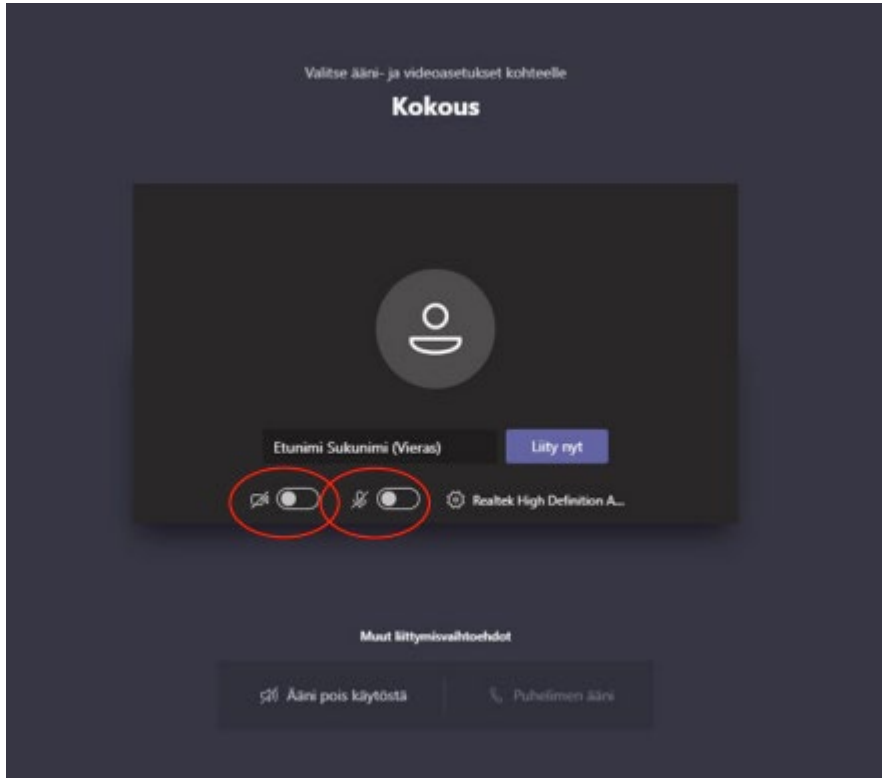 Valitse ääni- ja videoasetukset kohteelle
Kokous
Etunimi Sukunimi (Vieras)
Liity nyt
Realtek High Definition A...
Muut liittymisvaihtoehdot
Ääni pois käytöstä
Puhelimen ääni